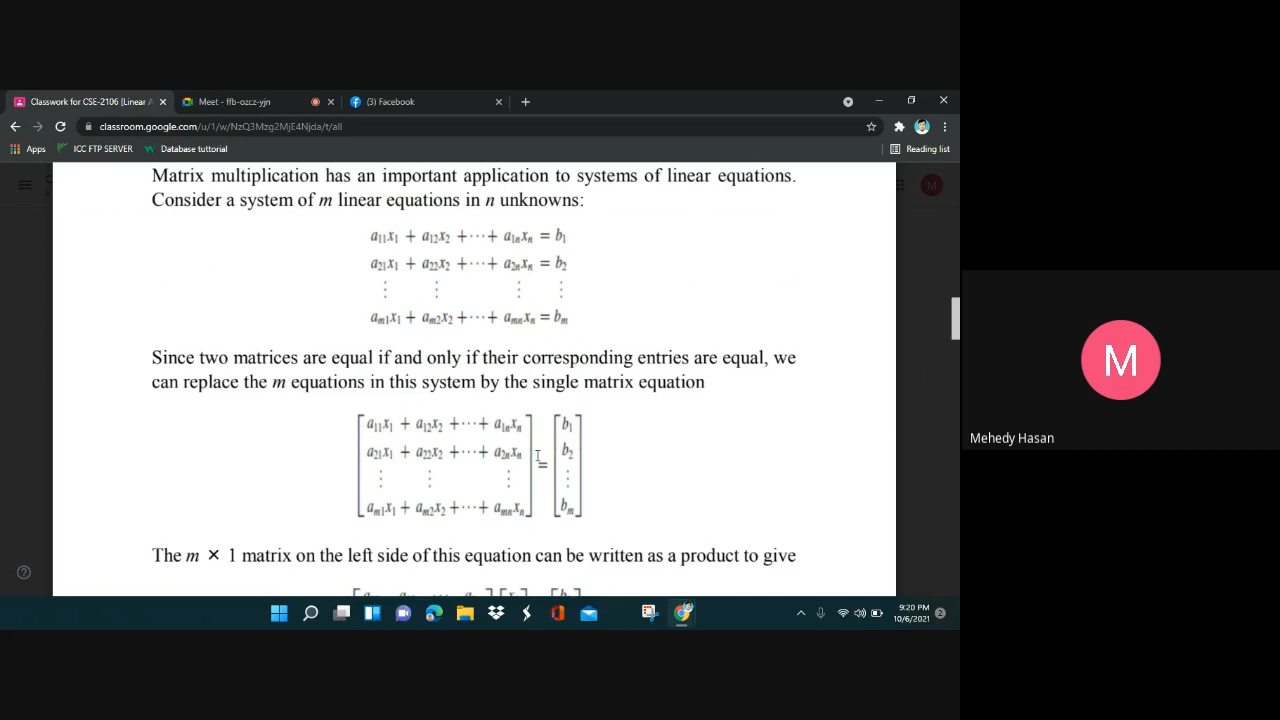 Classwork for CSE-2106 [Linear A
Meet - ffb-ozcz-yjn
(3) Facebook
classroom.google.com/u/1/w/NzQ3Mzg2MjE4Njda/t/all
Apps
ICC FTP SERVER
Database tuttorial
Reading list
Matrix multiplication has an important application to systems of linear equations.
Consider a system of m linear equations in n unknowns:
a₁₁x₁ + a₁₂x₂ +⋯+ a₁ₙxₙ = b₁
a₂₁x₁ + a₂₂x₂ +⋯+ a₂ₙxₙ = b₂
⋮ ⋮ ⋮ ⋮
aₘ₁x₁ + aₘ₂x₂ +⋯+ aₘₙxₙ = bₘ
Since two matrices are equal if and only if their corresponding entries are equal, we
can replace the m equations in this system by the single matrix equation
a₁₁x₁ + a₁₂x₂ +⋯+ a₁ₙxₙ b₁
a₂₁x₁ + a₂₂x₂ +⋯+ a₂ₙxₙ = b₂
⋮ ⋮ ⋮ ⋮
aₘ₁x₁ + aₘ₂x₂ +⋯+ aₘₙxₙ bₘ
The m × 1 matrix on the left side of this equation can be written as a product to give
M
M
Mehedy Hasan
9:20 PM
10/6/2021
2